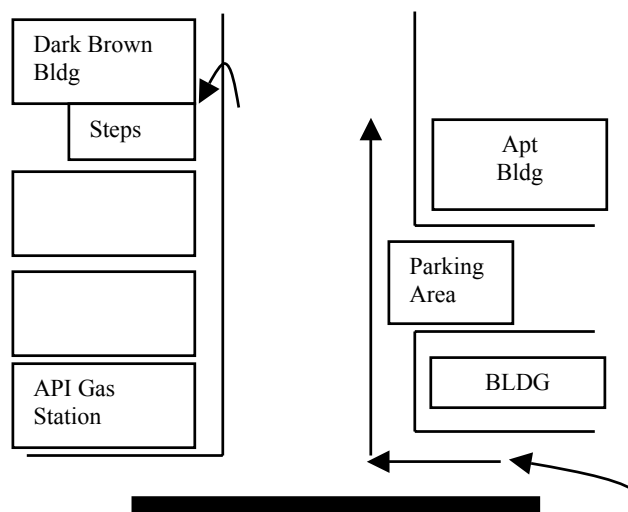 Dark Brown
Bldg
Steps
Apt
Bldg
Parking
Area
API Gas
Station
BLDG